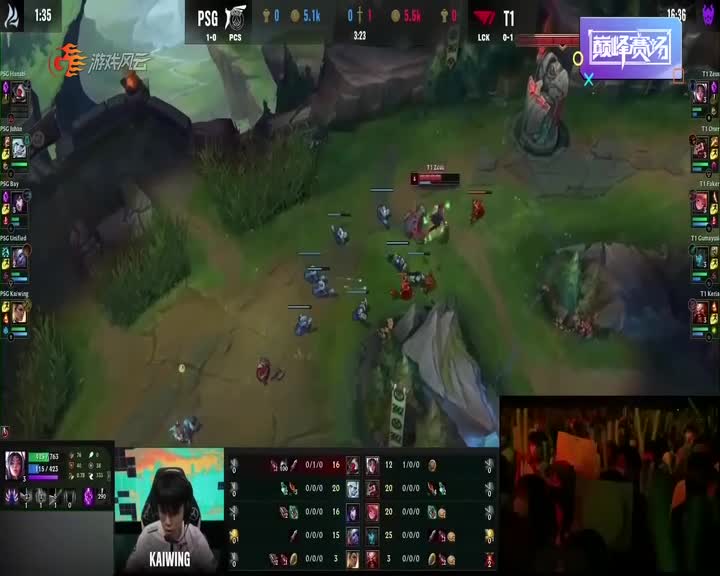 1:35
PSG
1-0 PCS
0 5.1k
0 1
3:23
5.5k 0
T1
LCK 0-1
16:36
游戏风云
巅峰赛场
PSG Hanabi
PSG Juhan
PSG Bay
PSG Unified
PSG Kaiwing
T1 Zeus
T1 Zeus
T1 Oner
T1 Faker
T1 Gumayusi
T1 Keria
KAIWING
0/1/0 16 12 1/0/0
0/0/0 20 20 0/0/0
0/0/0 16 20 0/0/0
0/0/0 15 25 0/0/0
0/0/0 3 3 0/0/0